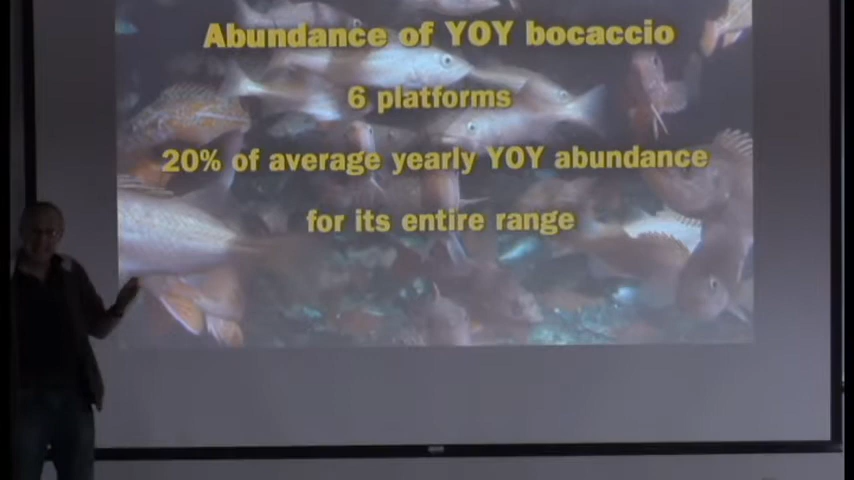 Abundance of YOY bocaccio
6 platforms
20% of average yearly YOY abundance
for its entire range